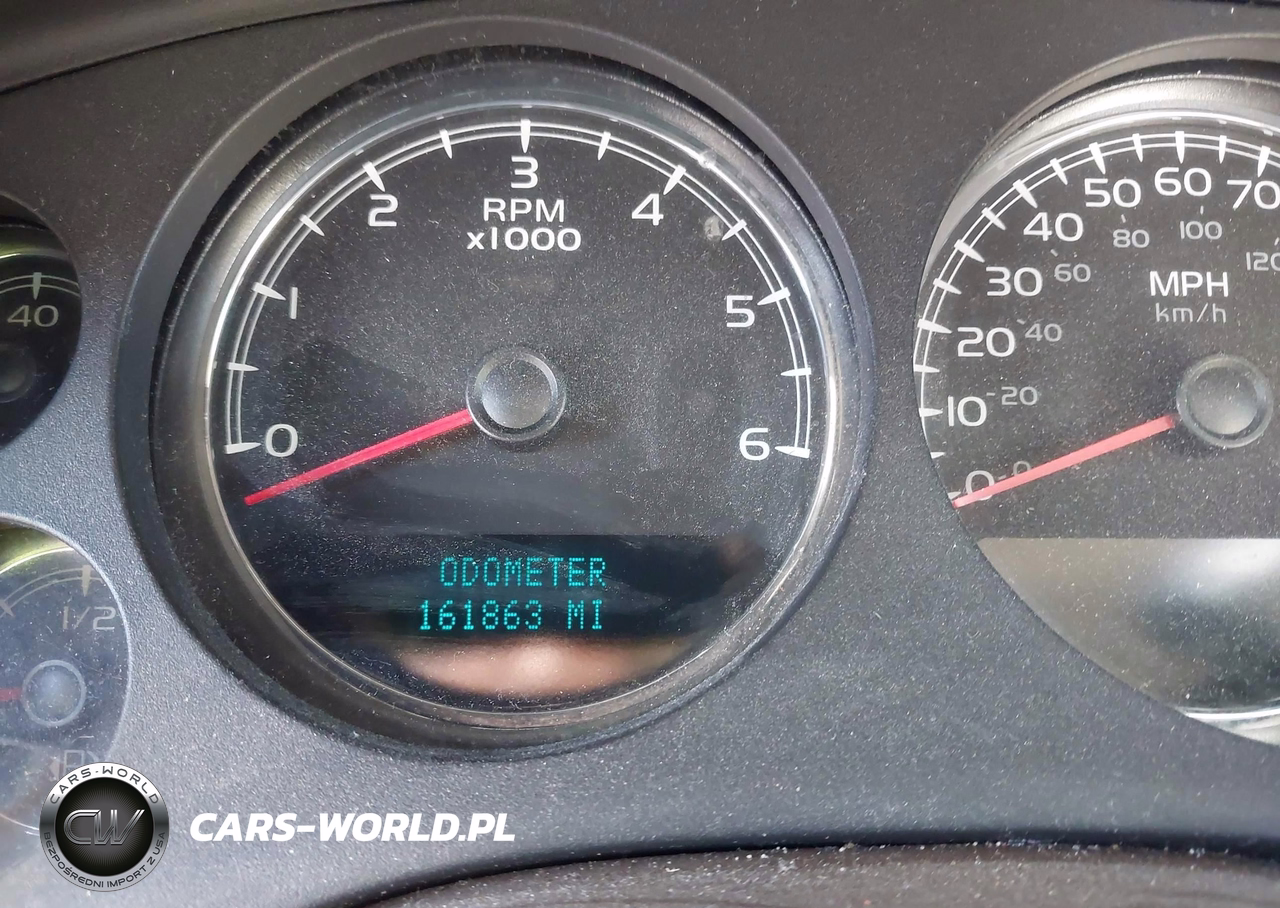 0
1
2
3
4
5
6
RPM
x1000
ODOMETER
161863 MI
40
1/2
0
10
20
30
40
50
60
70
0
20
40
60
80
100
120
MPH
km/h
CARS-WORLD
CW
BEZPOŚREDNI IMPORT Z USA
CARS-WORLD.PL